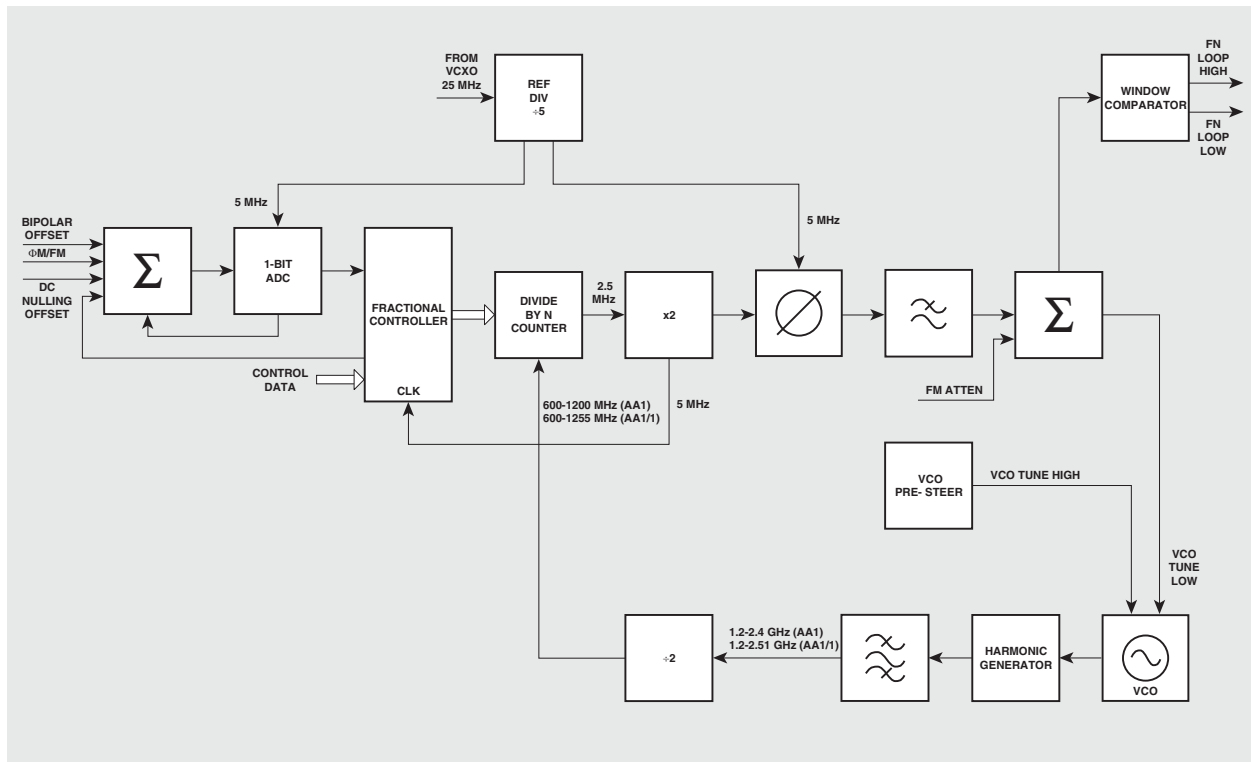 FROM
VCXO
25 MHz
REF
DIV
÷5
WINDOW
COMPARATOR
FN
LOOP
HIGH
FN
LOOP
LOW
5 MHz
5 MHz
BIPOLAR
OFFSET
ΦM/FM
DC
NULLING
OFFSET
Σ
1-BIT
ADC
FRACTIONAL
CONTROLLER
CLK
CONTROL
DATA
DIVIDE
BY N
COUNTER
2.5
MHz
x2
Σ
FM ATTEN
600-1200 MHz (AA1)
600-1255 MHz (AA1/1)
5 MHz
VCO
PRE- STEER
VCO TUNE HIGH
VCO
TUNE
LOW
÷2
1.2-2.4 GHz (AA1)
1.2-2.51 GHz (AA1/1)
HARMONIC
GENERATOR
VCO